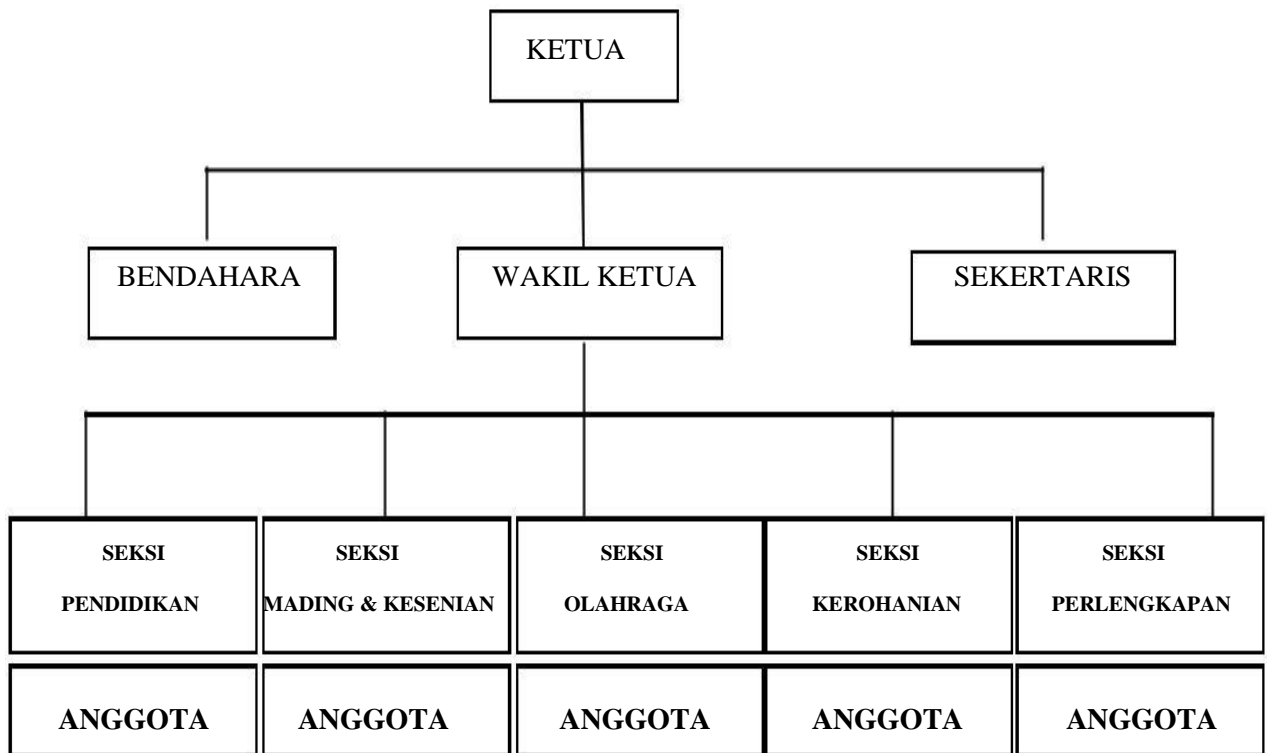 KETUA
BENDAHARA
WAKIL KETUA
SEKERTARIS
SEKSI
PENDIDIKAN
SEKSI
MADING & KESENIAN
SEKSI
OLAHRAGA
SEKSI
KEROHANIAN
SEKSI
PERLENGKAPAN
ANGGOTA
ANGGOTA
ANGGOTA
ANGGOTA
ANGGOTA